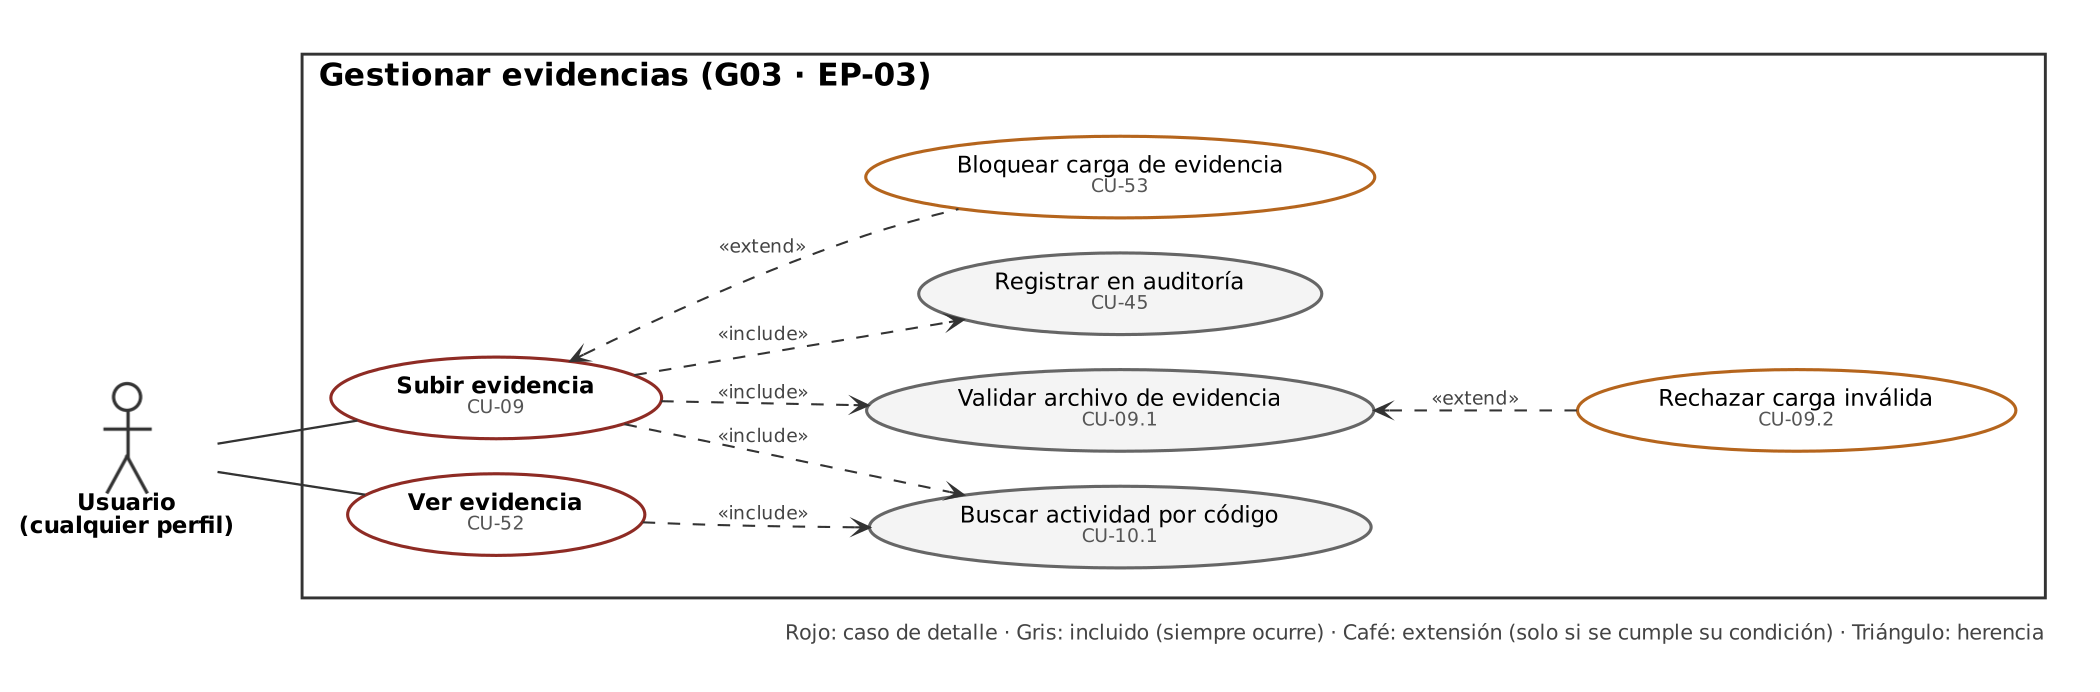 Gestionar evidencias (G03 · EP-03)
Bloquear carga de evidencia
CU-53
«extend»
Registrar en auditoría
CU-45
«include»
Subir evidencia
CU-09
«include»
Validar archivo de evidencia
CU-09.1
«extend»
Rechazar carga inválida
CU-09.2
«include»
Ver evidencia
CU-52
«include»
Buscar actividad por código
CU-10.1
Usuario
(cualquier perfil)
Rojo: caso de detalle · Gris: incluido (siempre ocurre) · Café: extensión (solo si se cumple su condición) · Triángulo: herencia